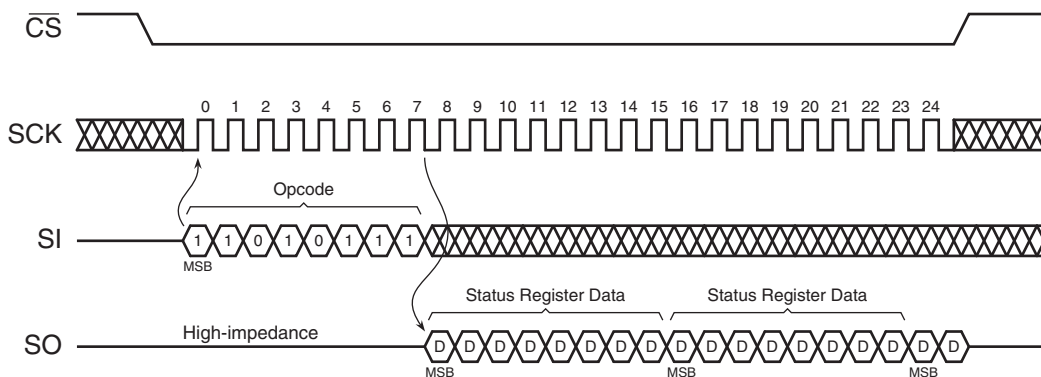 CS
0 1 2 3 4 5 6 7 8 9 10 11 12 13 14 15 16 17 18 19 20 21 22 23 24
SCK
Opcode
SI 1 1 0 1 0 1 1 1
MSB
Status Register Data Status Register Data
High-impedance
SO D D D D D D D D D D D D D D D D D D
MSB MSB MSB